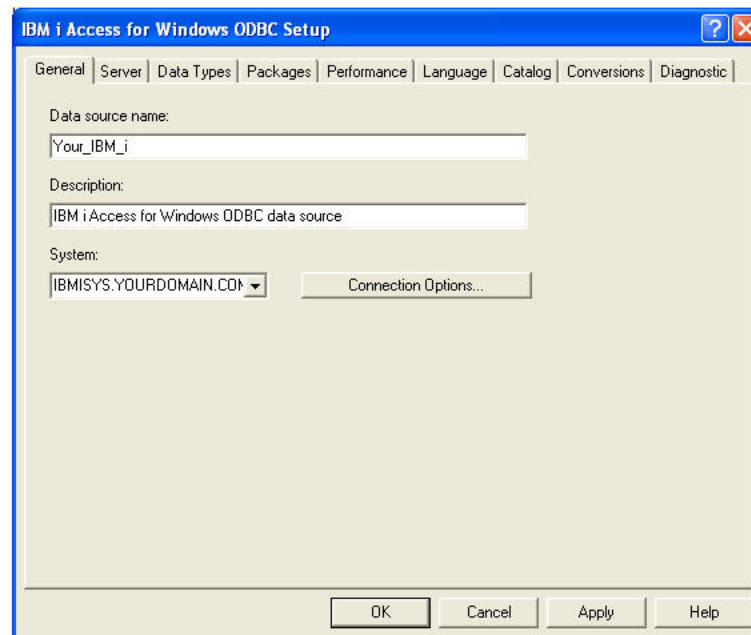 IBM i Access for Windows ODBC Setup
General Server Data Types Packages Performance Language Catalog Conversions Diagnostic
Data source name:
Your_IBM_i
Description:
IBM i Access for Windows ODBC data source
System:
IBMISYS.YOURDOMAIN.COM Connection Options...
OK Cancel Apply Help